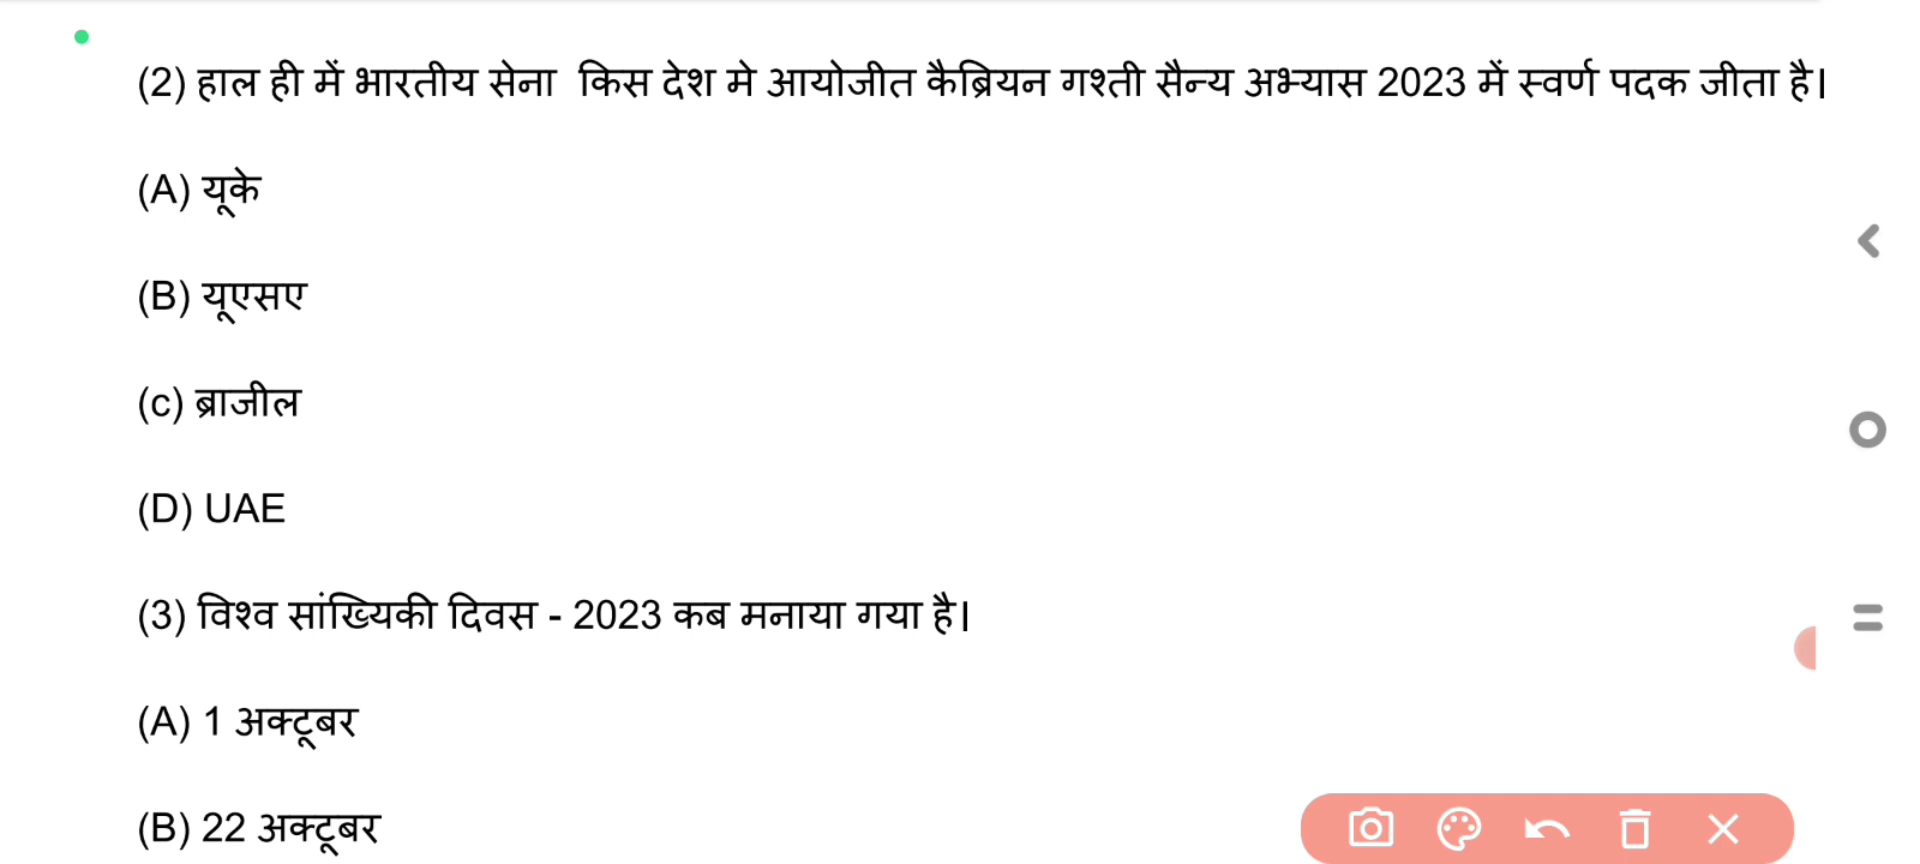 (2) हाल ही में भारतीय सेना किस देश मे आयोजीत कैब्रियन गश्ती सैन्य अभ्यास 2023 में स्वर्ण पदक जीता है।
(A) यूके
(B) यूएसए
(c) ब्राजील
(D) UAE
(3) विश्व सांख्यिकी दिवस - 2023 कब मनाया गया है।
(A) 1 अक्टूबर
(B) 22 अक्टूबर